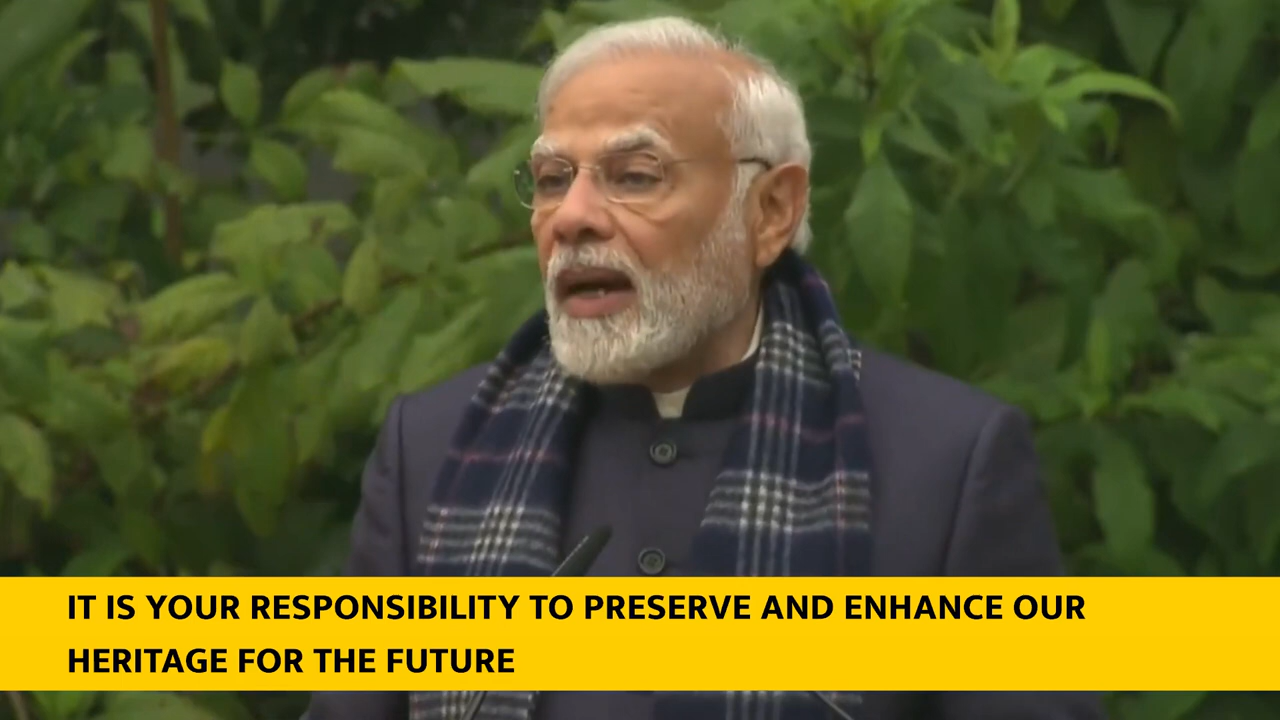 IT IS YOUR RESPONSIBILITY TO PRESERVE AND ENHANCE OUR
HERITAGE FOR THE FUTURE